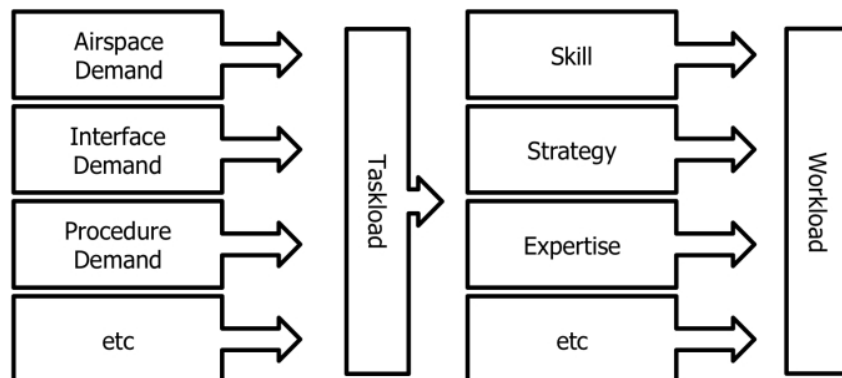 Airspace
Demand
Interface
Demand
Procedure
Demand
etc
Taskload
Skill
Strategy
Expertise
etc
Workload